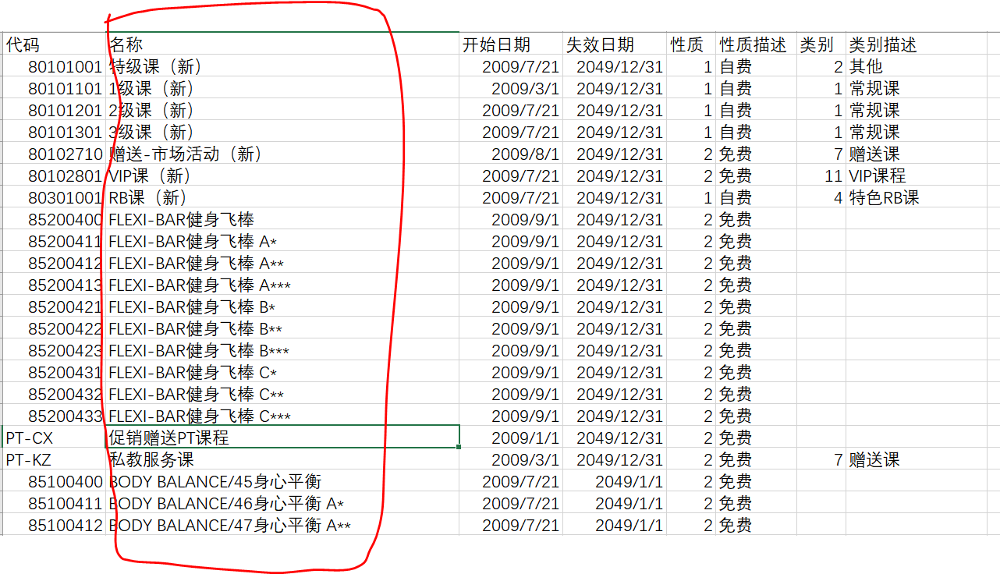 代码 名称 开始日期 失效日期 性质 性质描述 类别 类别描述
80101001 特级课（新） 2009/7/21 2049/12/31 1 自费 2 其他
80101101 1级课（新） 2009/3/1 2049/12/31 1 自费 1 常规课
80101201 2级课（新） 2009/7/21 2049/12/31 1 自费 1 常规课
80101301 3级课（新） 2009/7/21 2049/12/31 1 自费 1 常规课
80102710 赠送-市场活动（新） 2009/8/1 2049/12/31 2 免费 7 赠送课
80102801 VIP课（新） 2009/7/21 2049/12/31 2 免费 11 VIP课程
80301001 RB课（新） 2009/7/21 2049/12/31 1 自费 4 特色RB课
85200400 FLEXI-BAR健身飞棒 2009/9/1 2049/12/31 2 免费
85200411 FLEXI-BAR健身飞棒 A* 2009/9/1 2049/12/31 2 免费
85200412 FLEXI-BAR健身飞棒 A** 2009/9/1 2049/12/31 2 免费
85200413 FLEXI-BAR健身飞棒 A*** 2009/9/1 2049/12/31 2 免费
85200421 FLEXI-BAR健身飞棒 B* 2009/9/1 2049/12/31 2 免费
85200422 FLEXI-BAR健身飞棒 B** 2009/9/1 2049/12/31 2 免费
85200423 FLEXI-BAR健身飞棒 B*** 2009/9/1 2049/12/31 2 免费
85200431 FLEXI-BAR健身飞棒 C* 2009/9/1 2049/12/31 2 免费
85200432 FLEXI-BAR健身飞棒 C** 2009/9/1 2049/12/31 2 免费
85200433 FLEXI-BAR健身飞棒 C*** 2009/9/1 2049/12/31 2 免费
PT-CX 促销赠送PT课程 2009/1/1 2049/12/31 2 免费
PT-KZ 私教服务课 2009/3/1 2049/12/31 2 免费 7 赠送课
85100400 BODY BALANCE/45身心平衡 2009/7/21 2049/1/1 2 免费
85100411 BODY BALANCE/46身心平衡 A* 2009/7/21 2049/1/1 2 免费
85100412 BODY BALANCE/47身心平衡 A** 2009/7/21 2049/1/1 2 免费